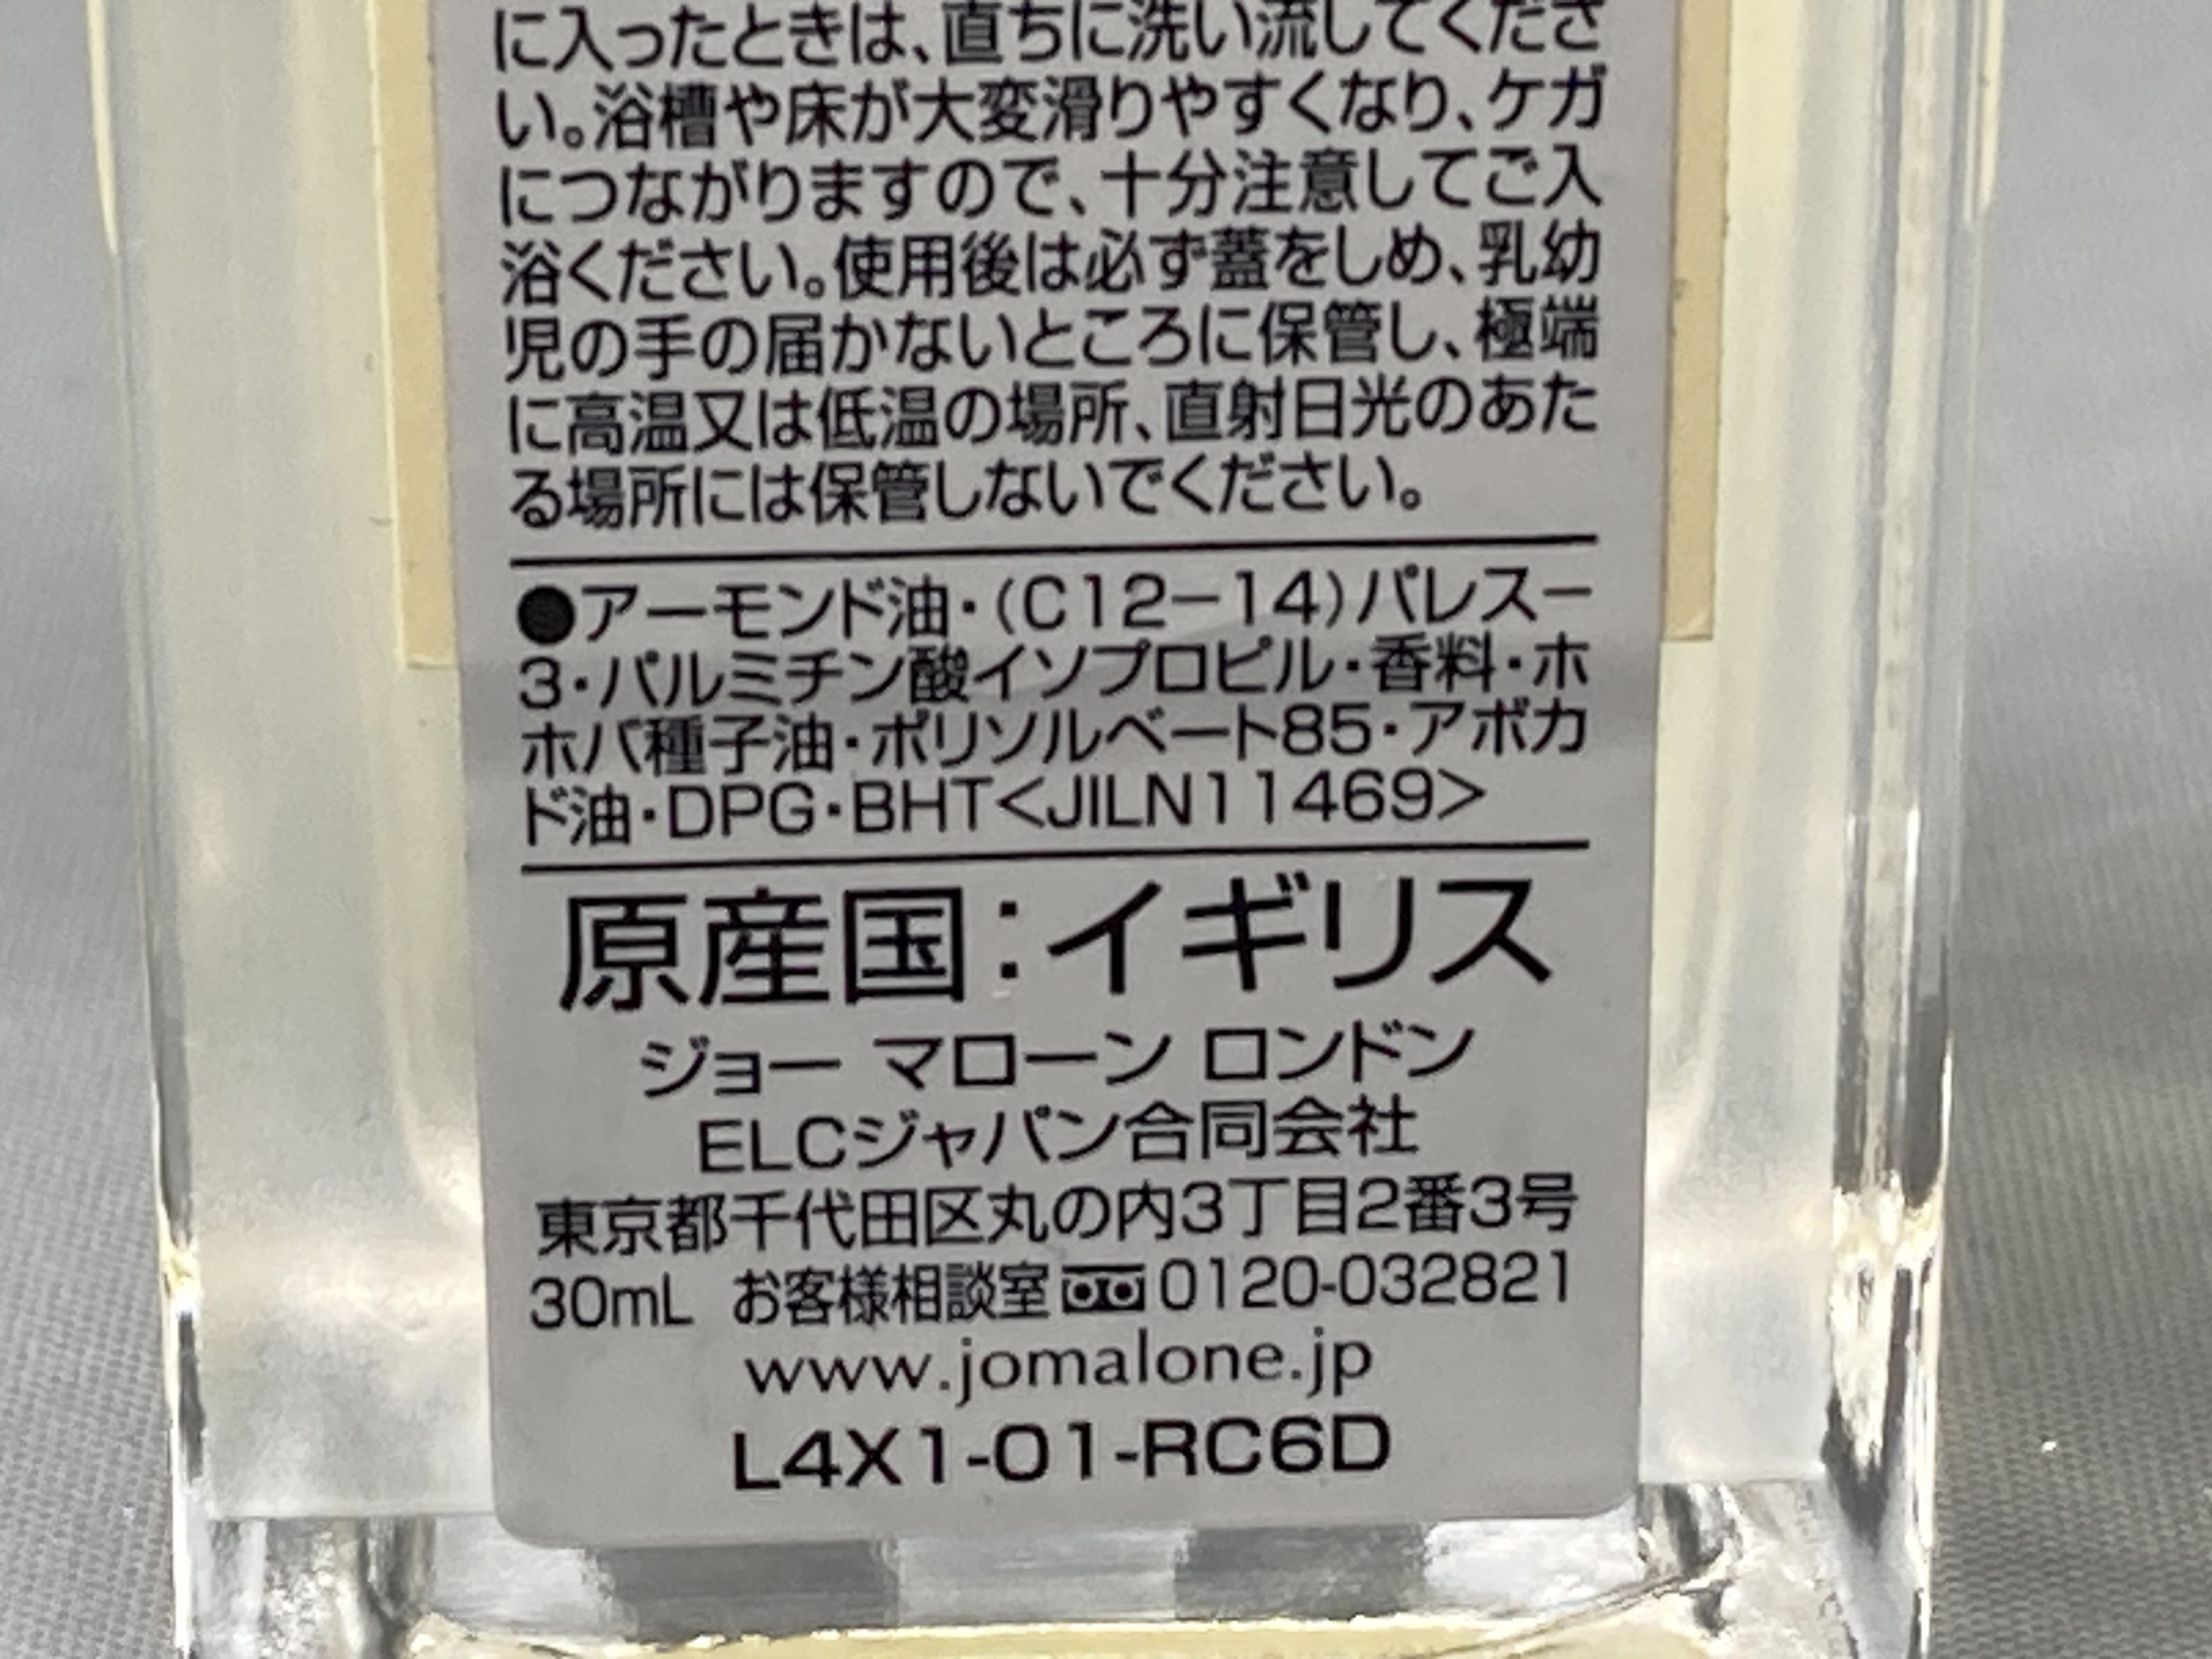 に入ったときは、直ちに洗い流してくださ
い。浴槽や床が大変滑りやすくなり、ケガ
につながりますので、十分注意してご入
浴ください。使用後は必ず蓋をしめ、乳幼
児の手の届かないところに保管し、極端
に高温又は低温の場所、直射日光のあた
る場所には保管しないでください。
●アーモンド油・(C12−14)パレスー
3・パルミチン酸イソプロピル・香料・ホ
ホバ種子油・ポリソルベート85・アボカ
ド油・DPG・BHT<JILN11469>
原産国：イギリス
ジョー マローン ロンドン
ELCジャパン合同会社
東京都千代田区丸の内3丁目2番3号
30mL お客様相談室 0120-032821
www.jomalone.jp
L4X1-01-RC6D